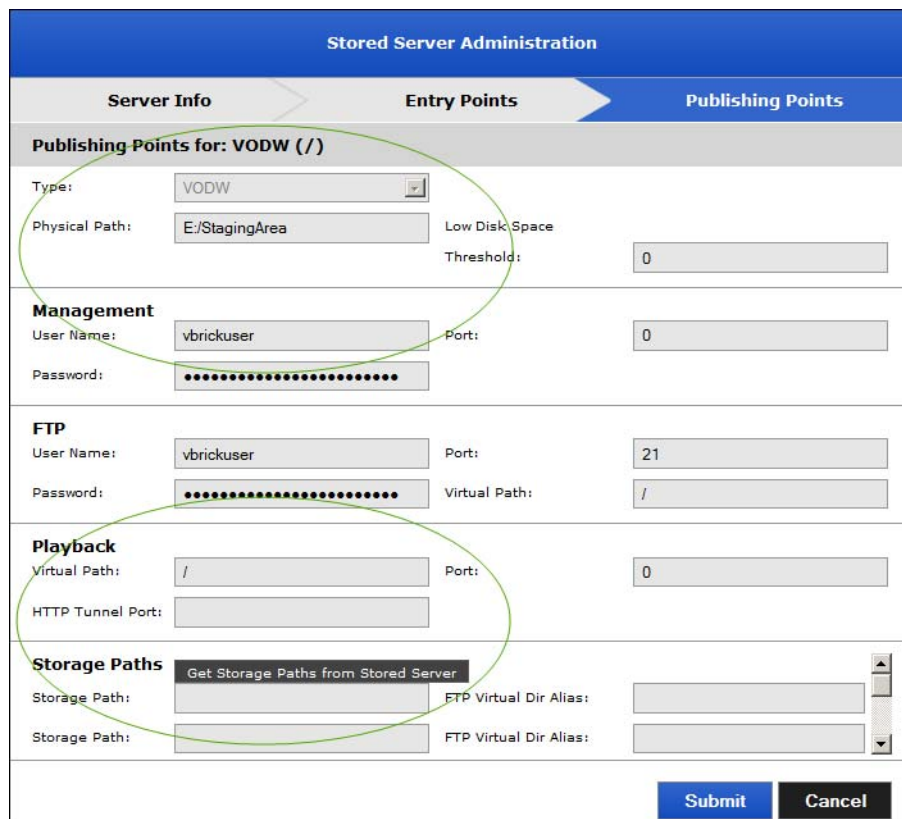 Stored Server Administration
Server Info Entry Points Publishing Points
Publishing Points for: VODW (/)
Type: VODW
Physical Path: E:/StagingArea Low Disk Space
Threshold: 0
Management
User Name: vbrickuser Port: 0
Password: ••••••••••••••••••••••••
FTP
User Name: vbrickuser Port: 21
Password: •••••••••••••••••••••••• Virtual Path: /
Playback
Virtual Path: / Port: 0
HTTP Tunnel Port:
Storage Paths Get Storage Paths from Stored Server
Storage Path: FTP Virtual Dir Alias:
Storage Path: FTP Virtual Dir Alias:
Submit Cancel